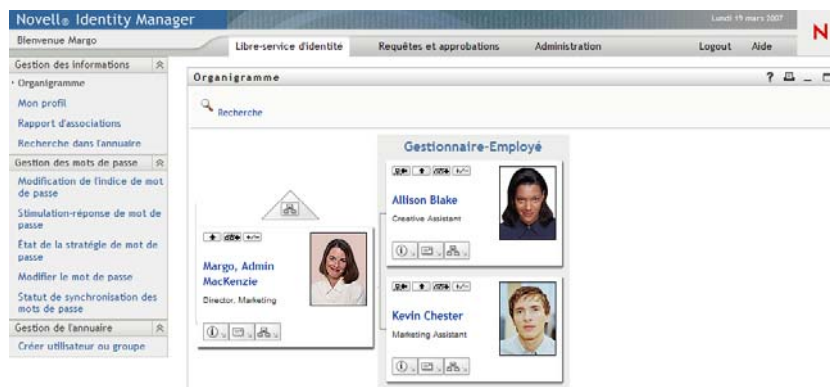 Novell® Identity Manager
Lundi 19 mars 2007
N
Bienvenue Margo
Libre-service d'identité
Requêtes et approbations
Administration
Logout
Aide
Gestion des informations
Organigramme
Mon profil
Rapport d'associations
Recherche dans l'annuaire
Gestion des mots de passe
Modification de l'indice de mot
de passe
Stimulation-réponse de mot de
passe
État de la stratégie de mot de
passe
Modifier le mot de passe
Statut de synchronisation des
mots de passe
Gestion de l'annuaire
Créer utilisateur ou groupe
Organigramme
Recherche
Margo, Admin
MacKenzie
Director, Marketing
Gestionnaire-Employé
Allison Blake
Creative Assistant
Kevin Chester
Marketing Assistant